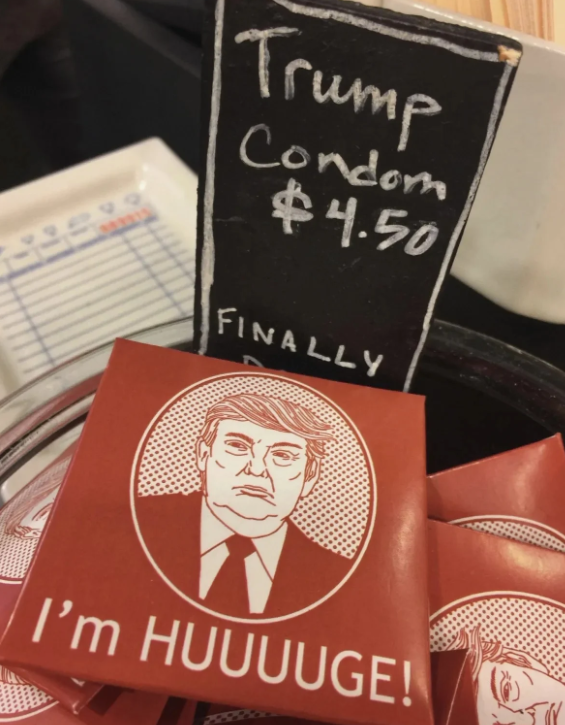 Trump
Condom
$4.50
FINALLY
I'm HUUUUGE!